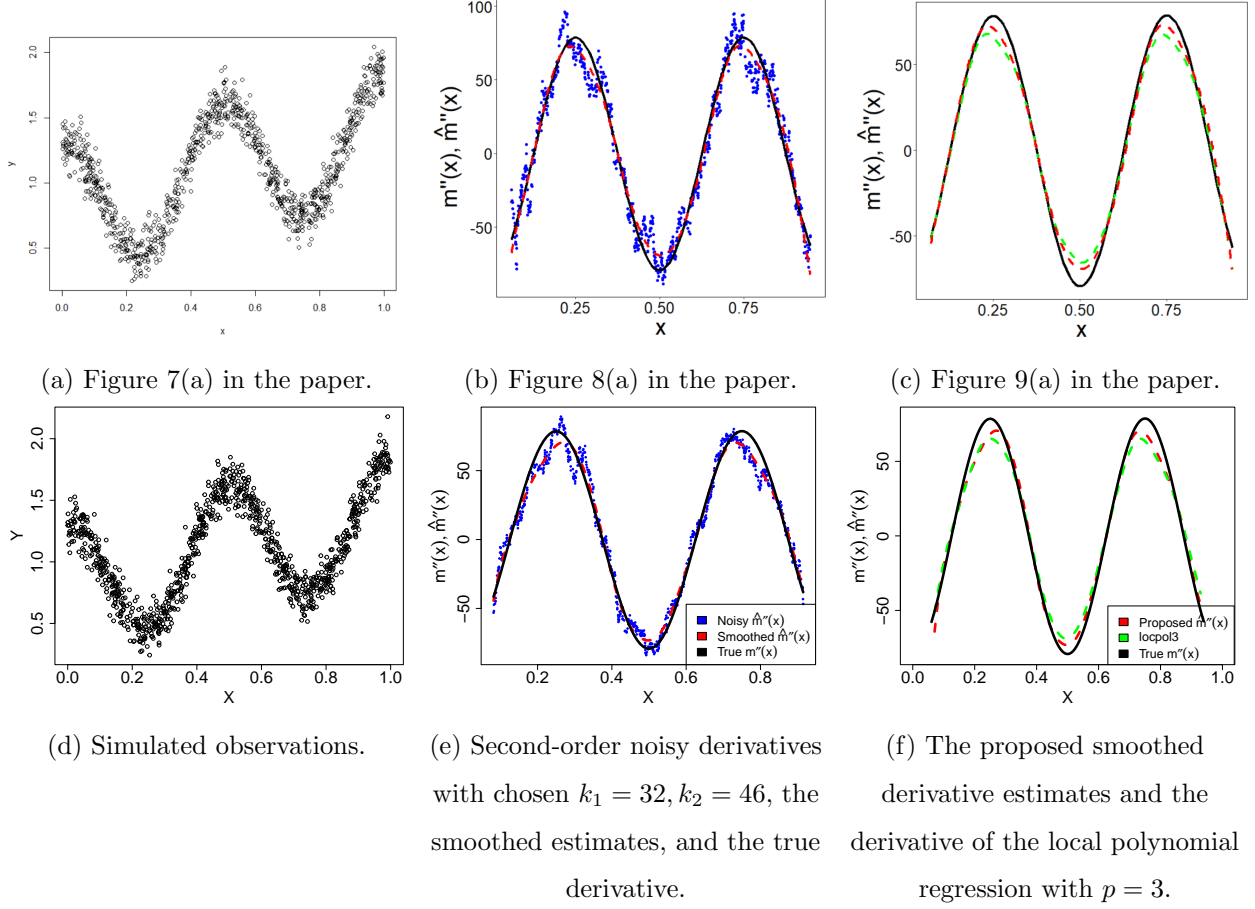 2.0
1.5
1.0
0.5
y
0.0 0.2 0.4 0.6 0.8 1.0
x
100
50
0
-50
m''(x), m̂''(x)
0.25 0.50 0.75
X
50
0
-50
m''(x), m̂''(x)
0.25 0.50 0.75
X
(a) Figure 7(a) in the paper.
(b) Figure 8(a) in the paper.
(c) Figure 9(a) in the paper.
2.0
1.5
1.0
0.5
Y
0.0 0.2 0.4 0.6 0.8 1.0
X
50
0
−50
m″(x), m̂″(x)
Noisy m̂″(x)
Smoothed m̂″(x)
True m″(x)
0.2 0.4 0.6 0.8
X
50
0
−50
m″(x), m̂″(x)
Proposed m̂″(x)
locpol3
True m″(x)
0.0 0.2 0.4 0.6 0.8 1.0
X
(d) Simulated observations.
(e) Second-order noisy derivatives
with chosen k₁ = 32, k₂ = 46, the
smoothed estimates, and the true
derivative.
(f) The proposed smoothed
derivative estimates and the
derivative of the local polynomial
regression with p = 3.